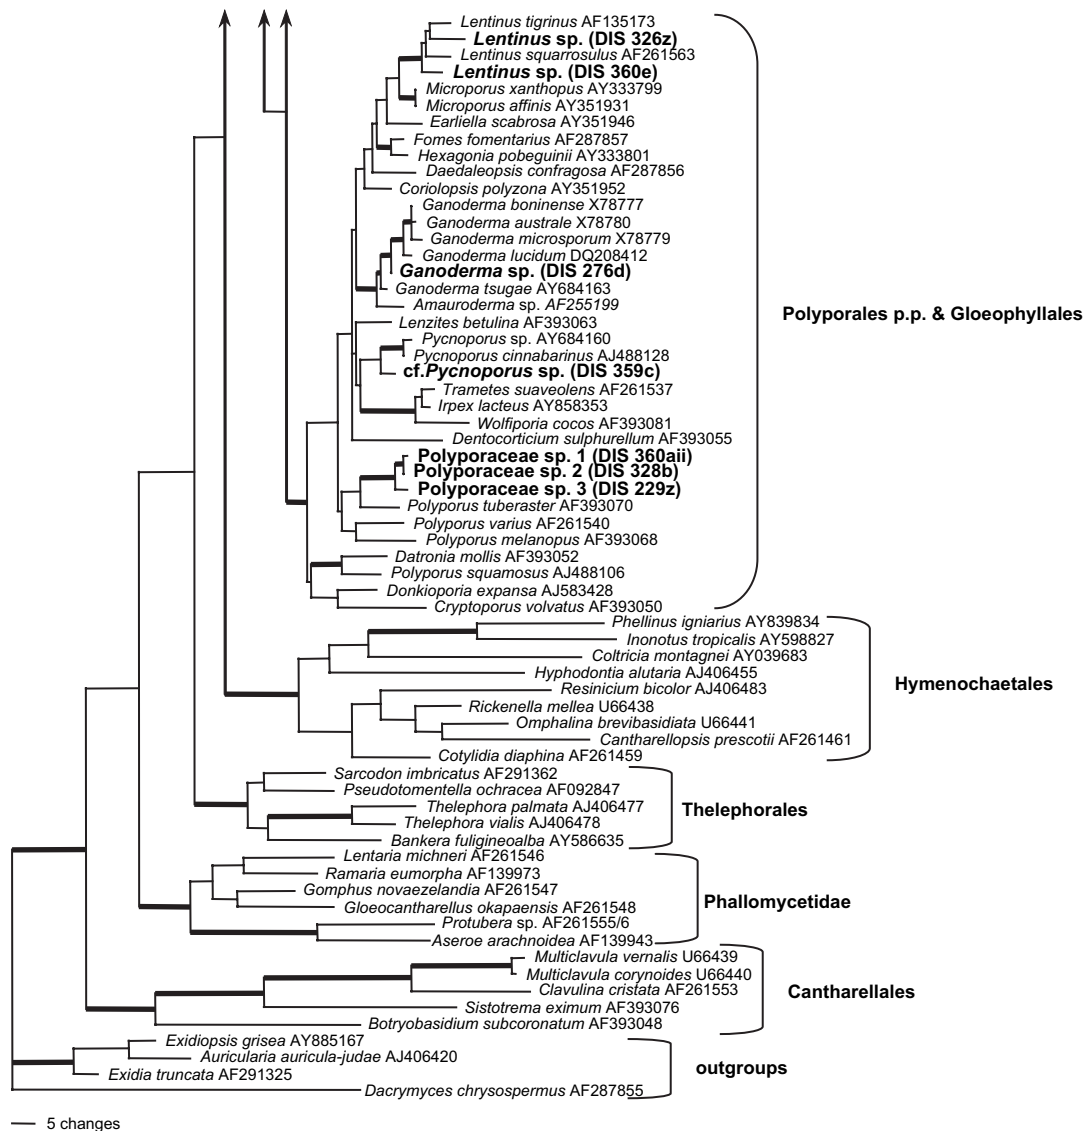 Lentinus tigrinus AF135173
Lentinus sp. (DIS 326z)
Lentinus squarrosulus AF261563
Lentinus sp. (DIS 360e)
Microporus xanthopus AY333799
Microporus affinis AY351931
Earliella scabrosa AY351946
Fomes fomentarius AF287857
Hexagonia pobeguinii AY333801
Daedaleopsis confragosa AF287856
Coriolopsis polyzona AY351952
Ganoderma boninense X78777
Ganoderma australe X78780
Ganoderma microsporum X78779
Ganoderma lucidum DQ208412
Ganoderma sp. (DIS 276d)
Ganoderma tsugae AY684163
Amauroderma sp. AF255199
Lenzites betulina AF393063
Pycnoporus sp. AY684160
Pycnoporus cinnabarinus AJ488128
cf.Pycnoporus sp. (DIS 359c)
Trametes suaveolens AF261537
Irpex lacteus AY858353
Wolfiporia cocos AF393081
Dentocorticium sulphurellum AF393055
Polyporaceae sp. 1 (DIS 360aii)
Polyporaceae sp. 2 (DIS 328b)
Polyporaceae sp. 3 (DIS 229z)
Polyporus tuberaster AF393070
Polyporus varius AF261540
Polyporus melanopus AF393068
Datronia mollis AF393052
Polyporus squamosus AJ488106
Donkioporia expansa AJ583428
Cryptoporus volvatus AF393050
Polyporales p.p. & Gloeophyllales
Phellinus igniarius AY839834
Inonotus tropicalis AY598827
Coltricia montagnei AY039683
Hyphodontia alutaria AJ406455
Resinicium bicolor AJ406483
Rickenella mellea U66438
Omphalina brevibasidiata U66441
Cantharellopsis prescotii AF261461
Cotylidia diaphina AF261459
Hymenochaetales
Sarcodon imbricatus AF291362
Pseudotomentella ochracea AF092847
Thelephora palmata AJ406477
Thelephora vialis AJ406478
Bankera fuligineoalba AY586635
Thelephorales
Lentaria michneri AF261546
Ramaria eumorpha AF139973
Gomphus novaezelandia AF261547
Gloeocantharellus okapaensis AF261548
Protubera sp. AF261555/6
Aseroe arachnoidea AF139943
Phallomycetidae
Multiclavula vernalis U66439
Multiclavula corynoides U66440
Clavulina cristata AF261553
Sistotrema eximum AF393076
Botryobasidium subcoronatum AF393048
Cantharellales
Exidiopsis grisea AY885167
Auricularia auricula-judae AJ406420
Exidia truncata AF291325
Dacrymyces chrysospermus AF287855
outgroups
5 changes